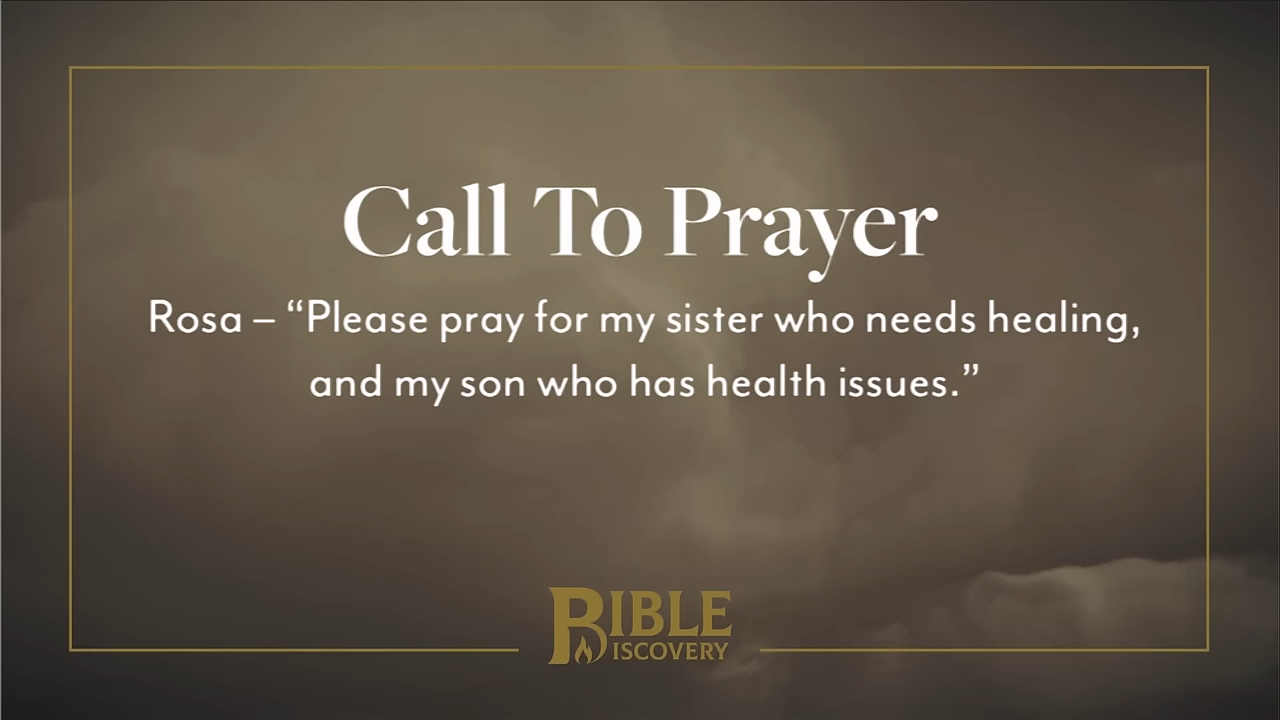 Call To Prayer
Rosa – “Please pray for my sister who needs healing,
and my son who has health issues.”
BIBLE
DISCOVERY